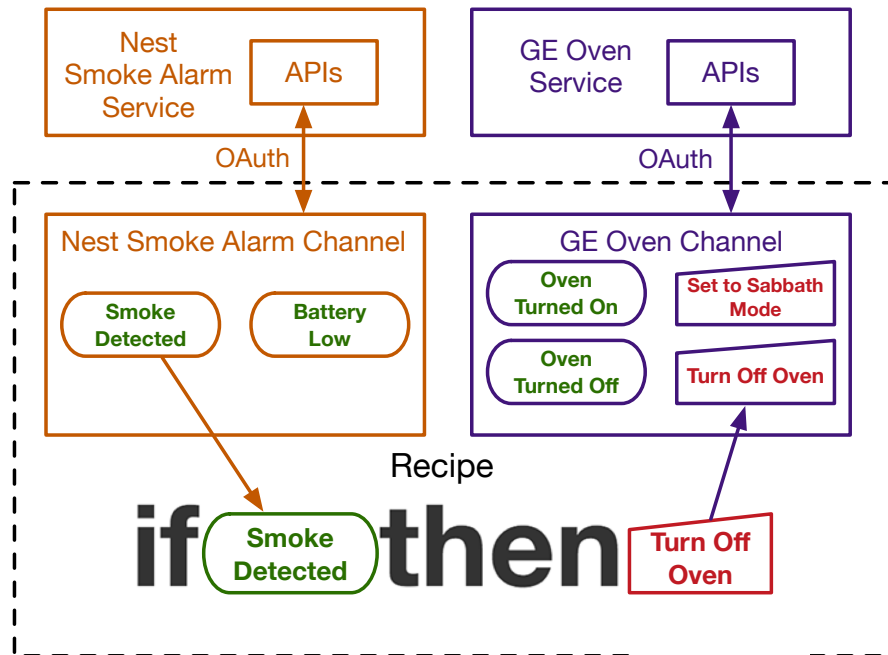 Nest
Smoke Alarm
Service
APIs
GE Oven
Service
APIs
OAuth
OAuth
Nest Smoke Alarm Channel
Smoke
Detected
Battery
Low
GE Oven Channel
Oven
Turned On
Set to Sabbath
Mode
Oven
Turned Off
Turn Off Oven
Recipe
if
Smoke
Detected
then
Turn Off
Oven